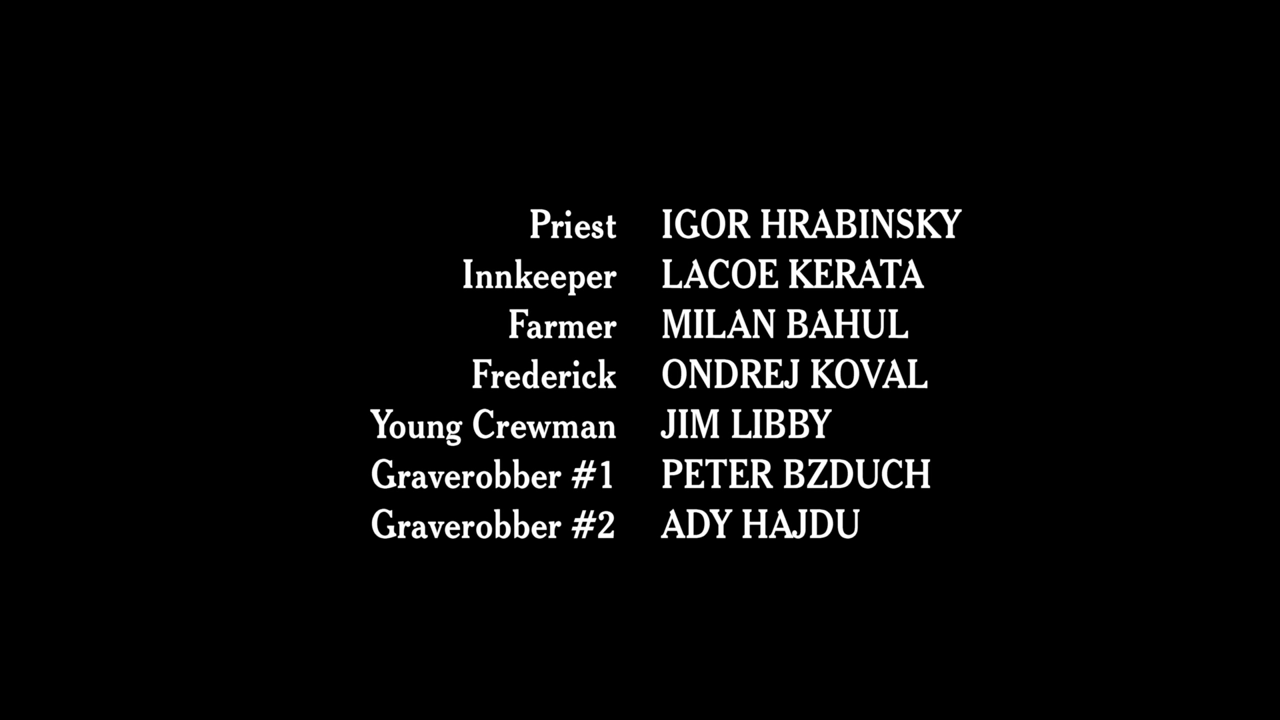 Priest IGOR HRABINSKY
Innkeeper LACOE KERATA
Farmer MILAN BAHUL
Frederick ONDREJ KOVAL
Young Crewman JIM LIBBY
Graverobber #1 PETER BZDUCH
Graverobber #2 ADY HAJDU